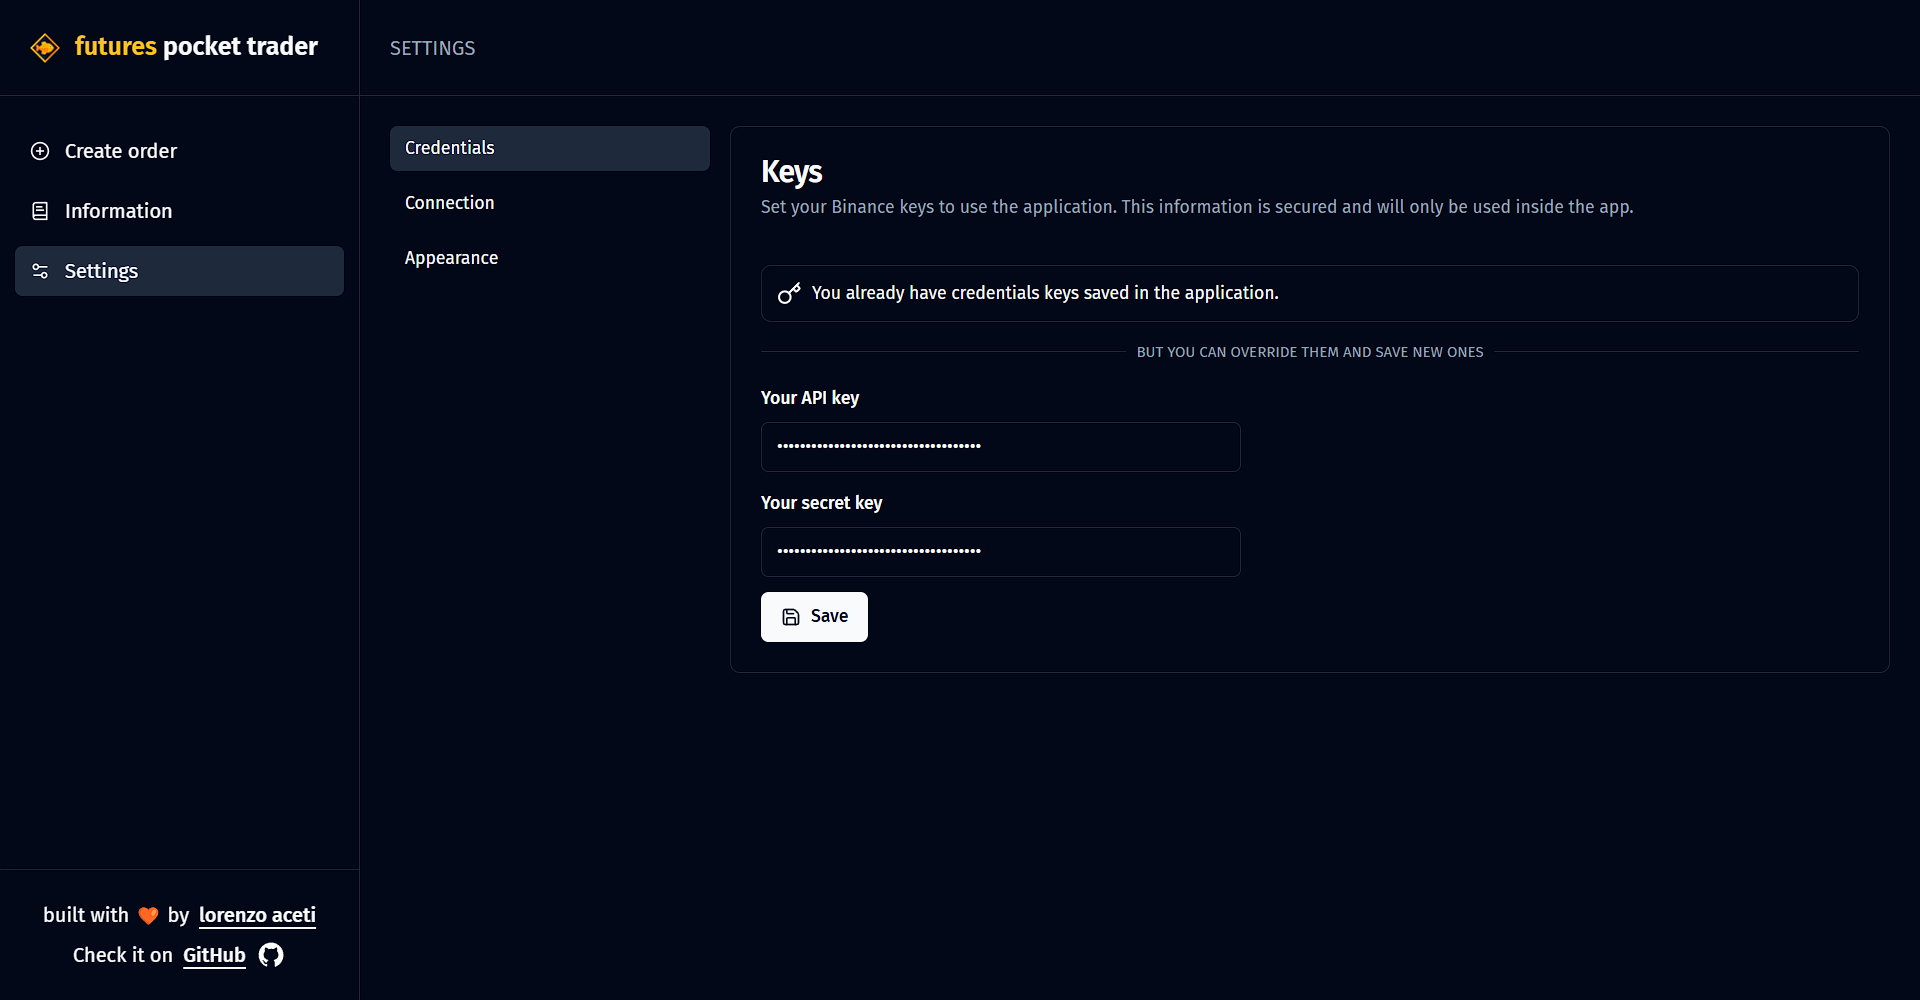 futures pocket trader
SETTINGS
Create order
Information
Settings
Credentials
Connection
Appearance
Keys
Set your Binance keys to use the application. This information is secured and will only be used inside the app.
You already have credentials keys saved in the application.
BUT YOU CAN OVERRIDE THEM AND SAVE NEW ONES
Your API key
••••••••••••••••••••••••••••••••••••
Your secret key
••••••••••••••••••••••••••••••••••••
Save
built with 🧡 by lorenzo aceti
Check it on GitHub